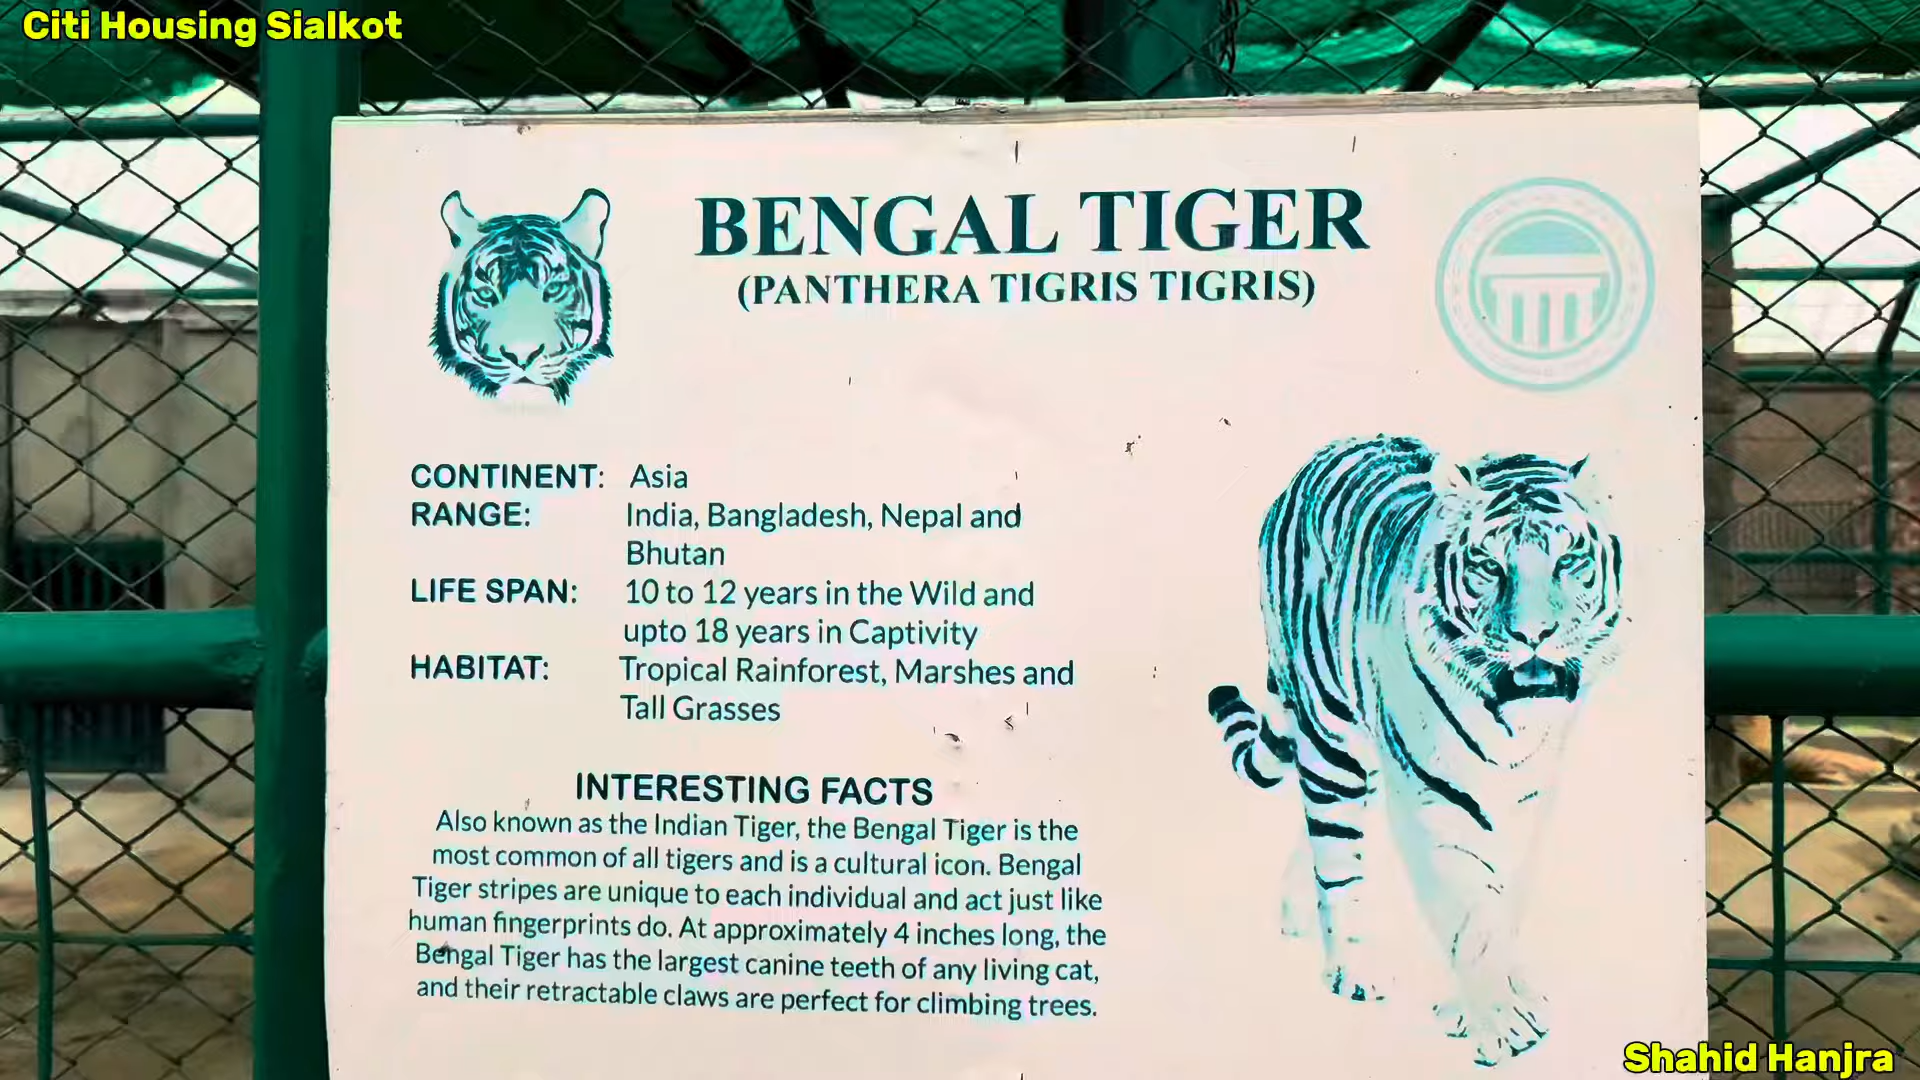 Citi Housing Sialkot
BENGAL TIGER
(PANTHERA TIGRIS TIGRIS)
CONTINENT: Asia
RANGE: India, Bangladesh, Nepal and
Bhutan
LIFE SPAN: 10 to 12 years in the Wild and
upto 18 years in Captivity
HABITAT: Tropical Rainforest, Marshes and
Tall Grasses
INTERESTING FACTS
Also known as the Indian Tiger, the Bengal Tiger is the
most common of all tigers and is a cultural icon. Bengal
Tiger stripes are unique to each individual and act just like
human fingerprints do. At approximately 4 inches long, the
Bengal Tiger has the largest canine teeth of any living cat,
and their retractable claws are perfect for climbing trees.
Shahid Hanjra